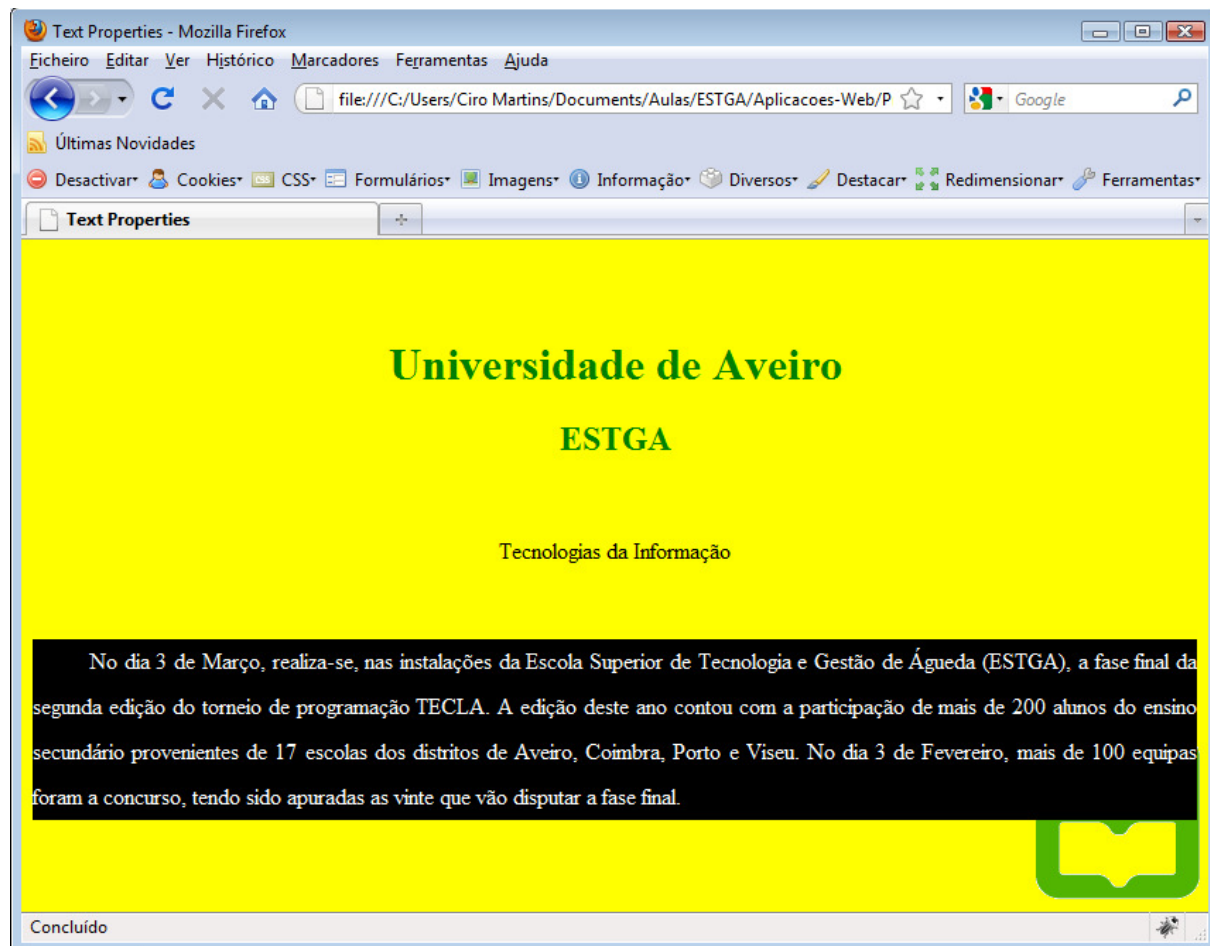 Text Properties - Mozilla Firefox
Ficheiro Editar Ver Histórico Marcadores Ferramentas Ajuda
file:///C:/Users/Ciro Martins/Documents/Aulas/ESTGA/Aplicacoes-Web/P Google
Últimas Novidades
Desactivar Cookies CSS Formulários Imagens Informação Diversos Destacar Redimensionar Ferramentas
Text Properties
Universidade de Aveiro
ESTGA
Tecnologias da Informação
No dia 3 de Março, realiza-se, nas instalações da Escola Superior de Tecnologia e Gestão de Águeda (ESTGA), a fase final da
segunda edição do torneio de programação TECLA. A edição deste ano contou com a participação de mais de 200 alunos do ensino
secundário provenientes de 17 escolas dos distritos de Aveiro, Coimbra, Porto e Viseu. No dia 3 de Fevereiro, mais de 100 equipas
foram a concurso, tendo sido apuradas as vinte que vão disputar a fase final.
Concluído